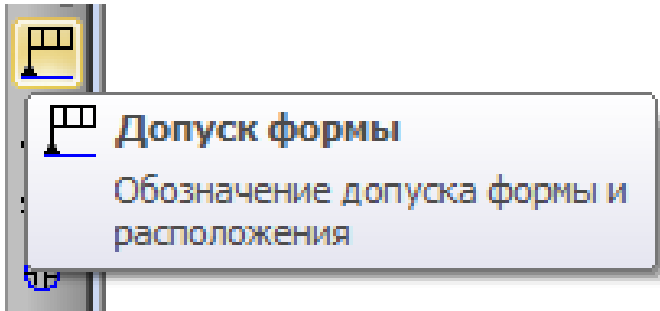 Допуск формы
Обозначение допуска формы и
расположения